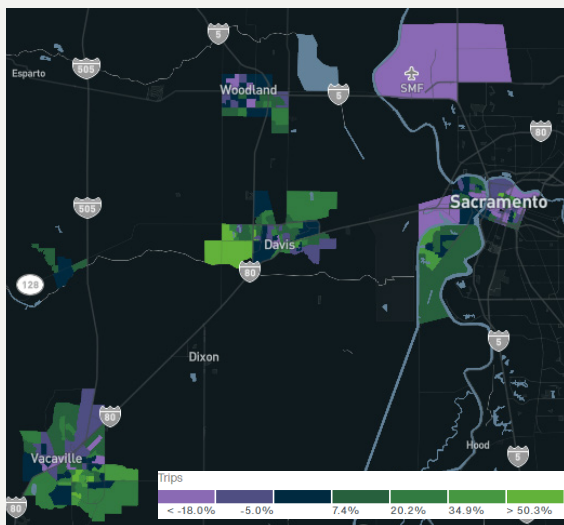 5
505
Esparto
Woodland
SMF
5
80
505
Sacramento
Davis
80
128
5
Dixon
80
Hood
Vacaville
5
80
Trips
< -18.0% -5.0% 7.4% 20.2% 34.9% > 50.3%